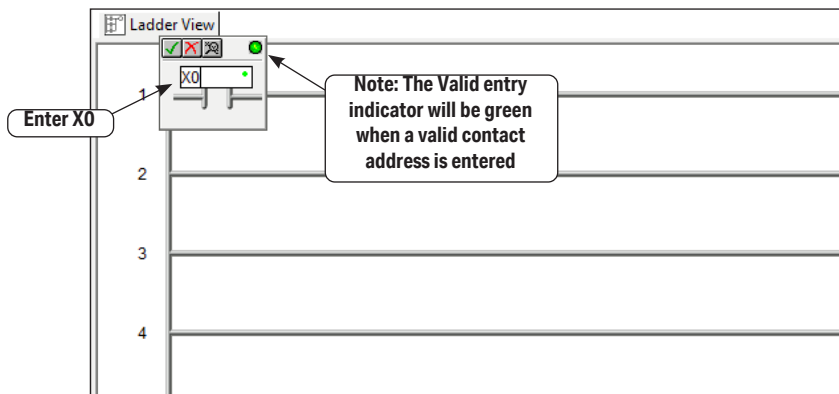 Ladder View
X0
Enter X0
Note: The Valid entry
indicator will be green
when a valid contact
address is entered
1
2
3
4